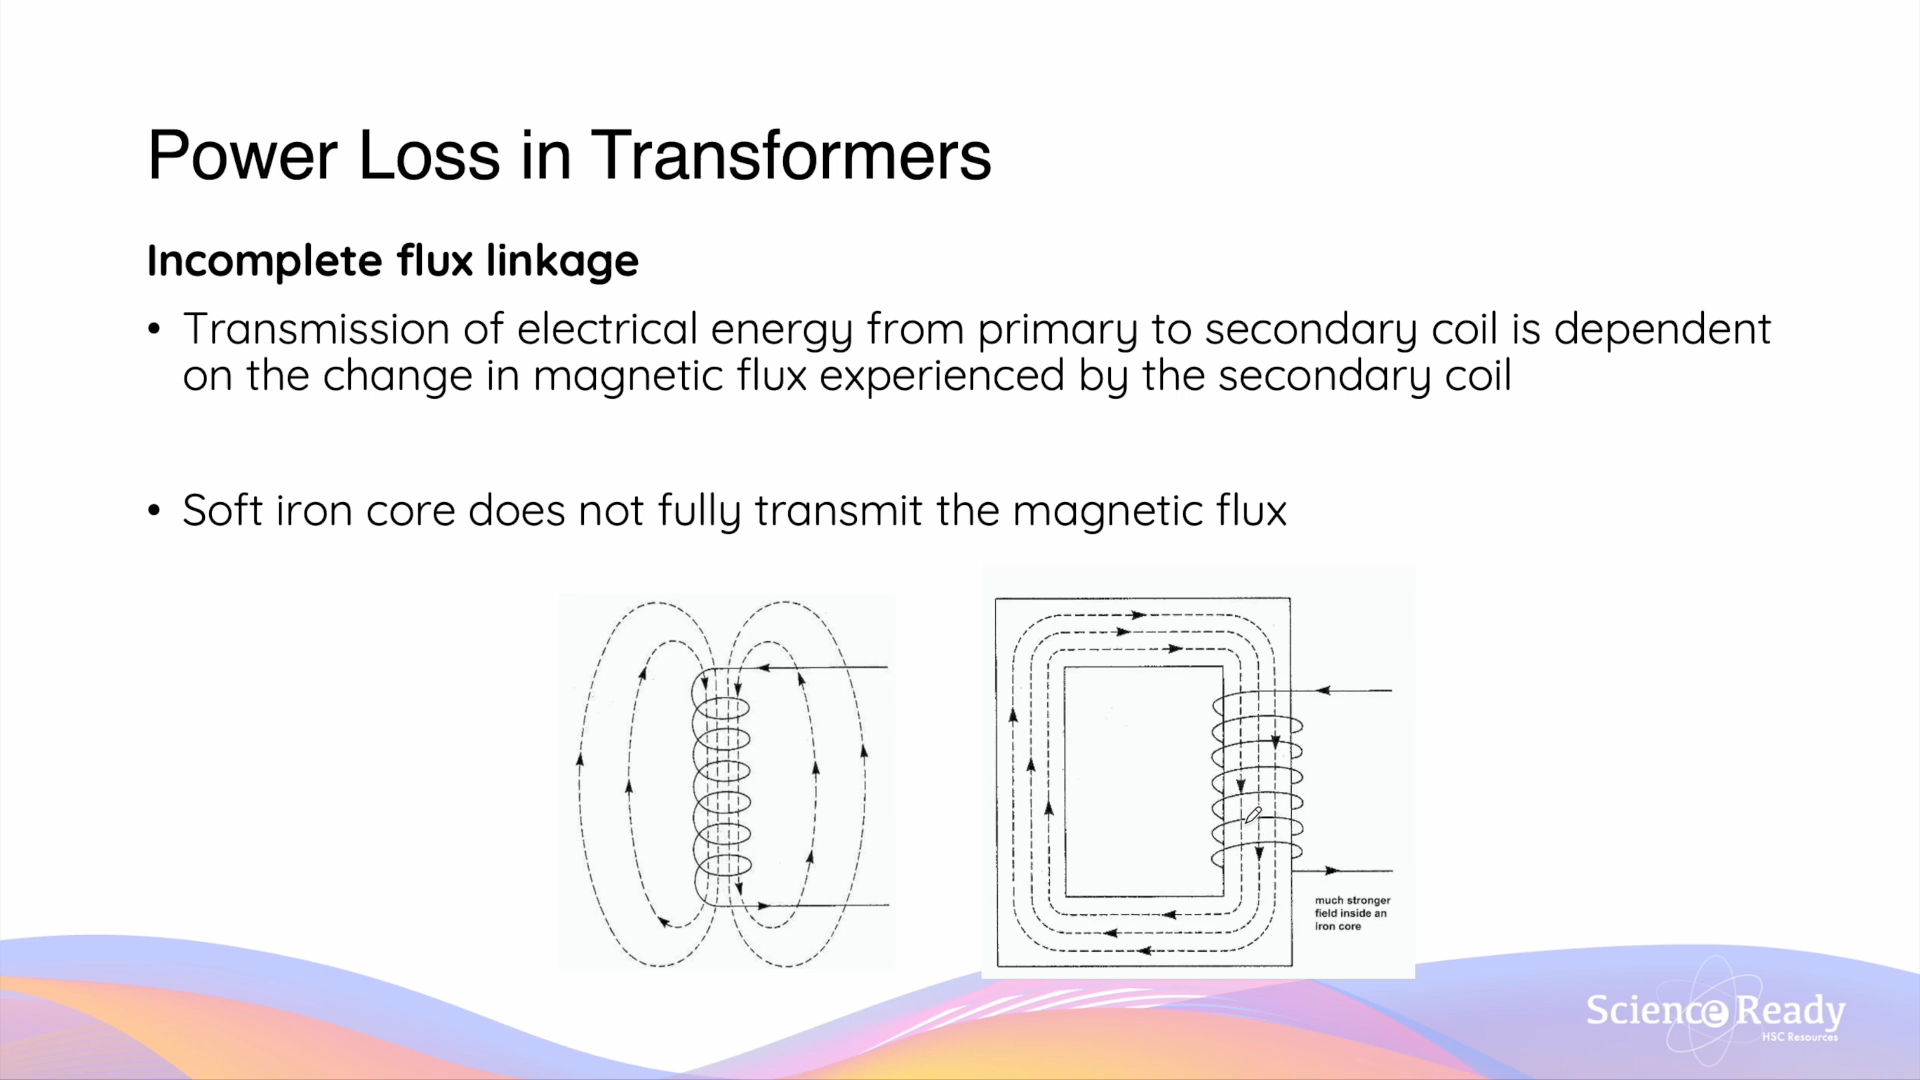 Power Loss in Transformers
Incomplete flux linkage
• Transmission of electrical energy from primary to secondary coil is dependent
on the change in magnetic flux experienced by the secondary coil
• Soft iron core does not fully transmit the magnetic flux
much stronger
field inside an
iron core
Science Ready
HSC Resources